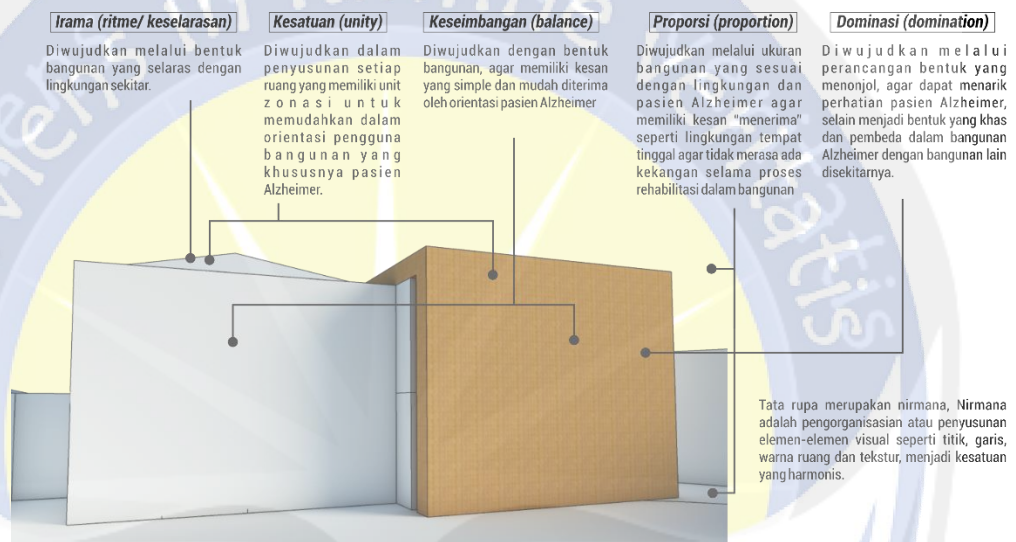 Irama (ritme/ keselarasan)
Diwujudkan melalui bentuk
bangunan yang selaras dengan
lingkungan sekitar.
Kesatuan (unity)
Diwujudkan dalam
penyusunan setiap
ruang yang memiliki unit
zonasi untuk
memudahkan dalam
orientasi pengguna
bangunan yang
khususnya pasien
Alzheimer.
Keseimbangan (balance)
Diwujudkan dengan bentuk
bangunan, agar memiliki kesan
yang simple dan mudah diterima
oleh orientasi pasien Alzheimer
Proporsi (proportion)
Diwujudkan melalui ukuran
bangunan yang sesuai
dengan lingkungan dan
pasien Alzheimer agar
memiliki kesan “menerima”
seperti lingkungan tempat
tinggal agar tidak merasa ada
kekangan selama proses
rehabilitasi dalam bangunan
Dominasi (domination)
Diwujudkan melalui
perancangan bentuk yang
menonjol, agar dapat menarik
perhatian pasien Alzheimer,
selain menjadi bentuk yang khas
dan pembeda dalam bangunan
Alzheimer dengan bangunan lain
disekitarnya.
Tata rupa merupakan nirmana, Nirmana
adalah pengorganisasian atau penyusunan
elemen-elemen visual seperti titik, garis,
warna ruang dan tekstur, menjadi kesatuan
yang harmonis.